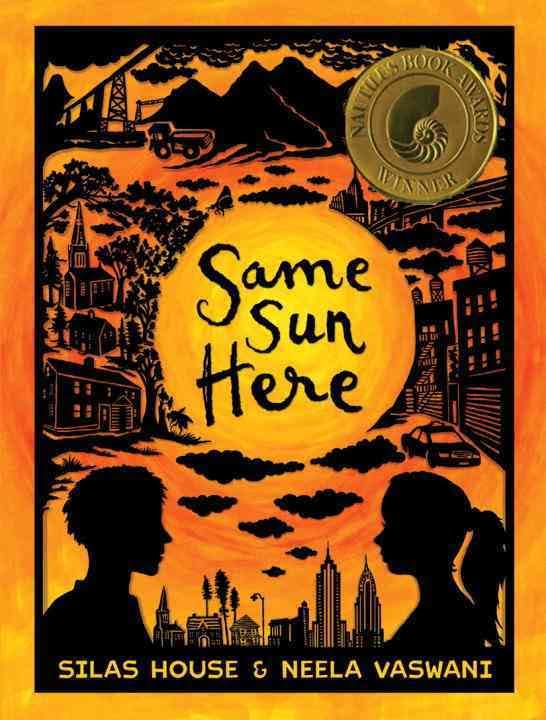 NAUTILUS BOOK AWARDS
WINNER
Same
Sun
Here
SILAS HOUSE & NEELA VASWANI